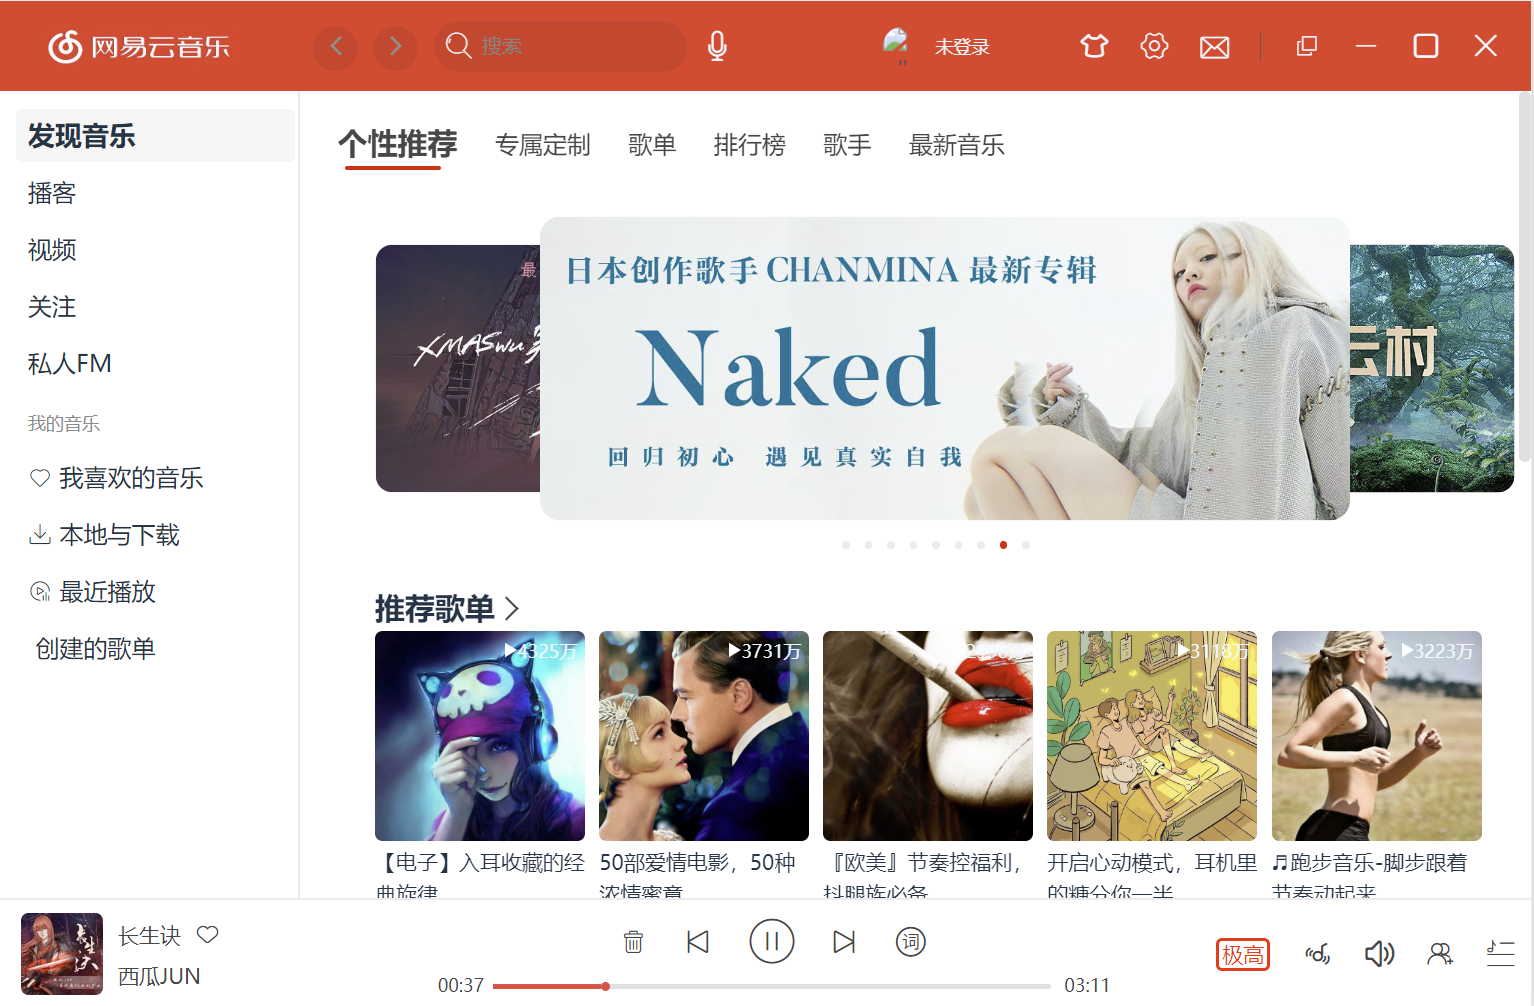 网易云音乐
搜索
未登录
发现音乐
播客
视频
关注
私人FM
我的音乐
我喜欢的音乐
本地与下载
最近播放
创建的歌单
个性推荐 专属定制 歌单 排行榜 歌手 最新音乐
最
XMASwu
日本创作歌手 CHANMINA 最新专辑
Naked
回归初心 遇见真实自我
云村
推荐歌单
4325万
3731万
3118万
3223万
【电子】入耳收藏的经
典旋律
50部爱情电影，50种
浓情蜜意
『欧美』节奏控福利，
抖腿族必备
开启心动模式，耳机里
的糖分你一半
♫跑步音乐-脚步跟着
节奏动起来
长生诀
长生诀
西瓜JUN
词
00:37
03:11
极高